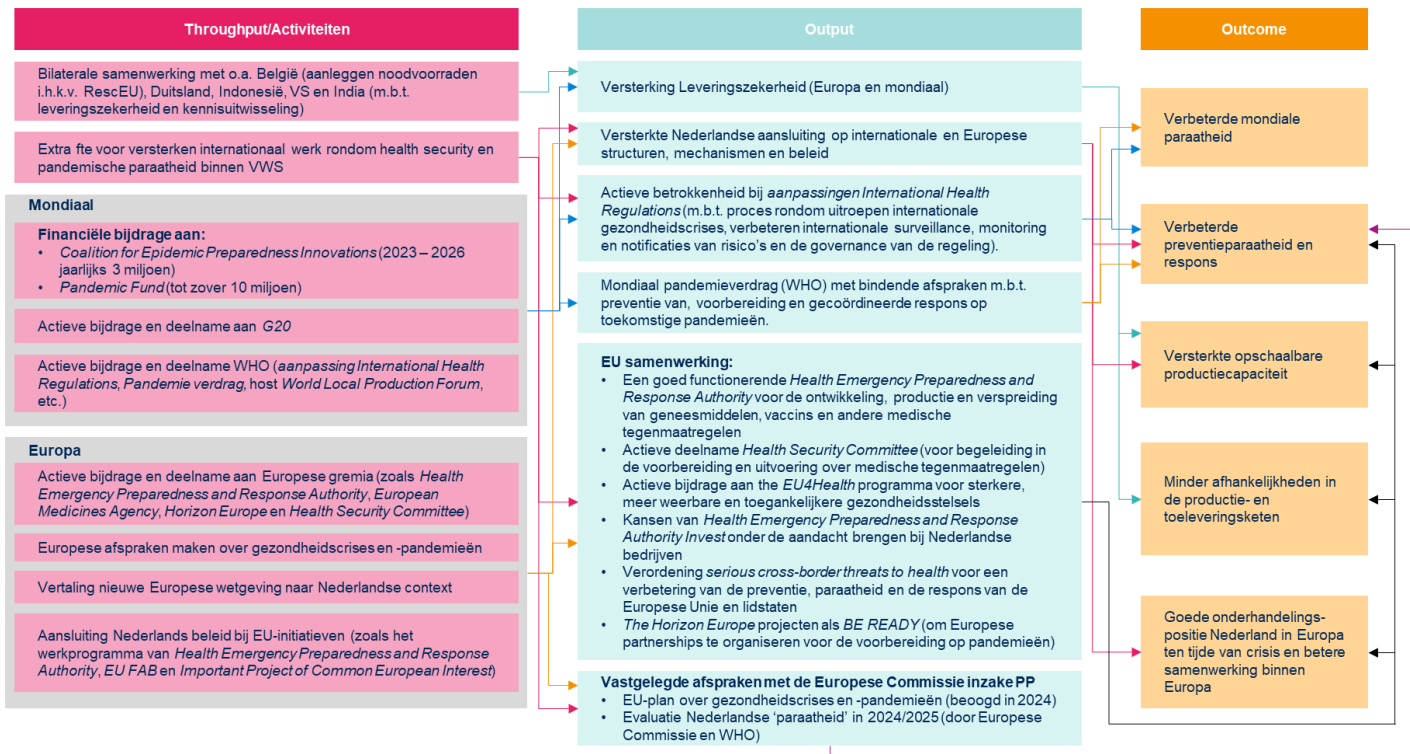 Throughput/Activiteiten
Bilaterale samenwerking met o.a. België (aanleggen noodvoorraden
i.h.k.v. RescEU), Duitsland, Indonesië, VS en India (m.b.t.
leveringszekerheid en kennisuitwisseling)
Extra fte voor versterken internationaal werk rondom health security en
pandemische paraatheid binnen VWS
Mondiaal
Financiële bijdrage aan:
• Coalition for Epidemic Preparedness Innovations (2023 – 2026
jaarlijks 3 miljoen)
• Pandemic Fund (tot zover 10 miljoen)
Actieve bijdrage en deelname aan G20
Actieve bijdrage en deelname WHO (aanpassing International Health
Regulations, Pandemie verdrag, host World Local Production Forum,
etc.)
Europa
Actieve bijdrage en deelname aan Europese gremia (zoals Health
Emergency Preparedness and Response Authority, European
Medicines Agency, Horizon Europe en Health Security Committee)
Europese afspraken maken over gezondheidscrises en -pandemieën
Vertaling nieuwe Europese wetgeving naar Nederlandse context
Aansluiting Nederlands beleid bij EU-initiatieven (zoals het
werkprogramma van Health Emergency Preparedness and Response
Authority, EU FAB en Important Project of Common European Interest)
Output
Versterking Leveringszekerheid (Europa en mondiaal)
Versterkte Nederlandse aansluiting op internationale en Europese
structuren, mechanismen en beleid
Actieve betrokkenheid bij aanpassingen International Health
Regulations (m.b.t. proces rondom uitroepen internationale
gezondheidscrises, verbeteren internationale surveillance, monitoring
en notificaties van risico's en de governance van de regeling).
Mondiaal pandemieverdrag (WHO) met bindende afspraken m.b.t.
preventie van, voorbereiding en gecoördineerde respons op
toekomstige pandemieën.
EU samenwerking:
• Een goed functionerende Health Emergency Preparedness and
Response Authority voor de ontwikkeling, productie en verspreiding
van geneesmiddelen, vaccins en andere medische
tegenmaatregelen
• Actieve deelname Health Security Committee (voor begeleiding in
de voorbereiding en uitvoering over medische tegenmaatregelen)
• Actieve bijdrage aan the EU4Health programma voor sterkere,
meer weerbare en toegankelijkere gezondheidsstelsels
• Kansen van Health Emergency Preparedness and Response
Authority Invest onder de aandacht brengen bij Nederlandse
bedrijven
• Verordening serious cross-border threats to health voor een
verbetering van de preventie, paraatheid en de respons van de
Europese Unie en lidstaten
• The Horizon Europe projecten als BE READY (om Europese
partnerships te organiseren voor de voorbereiding op pandemieën)
Vastgelegde afspraken met de Europese Commissie inzake PP
• EU-plan over gezondheidscrises en -pandemieën (beoogd in 2024)
• Evaluatie Nederlandse 'paraatheid' in 2024/2025 (door Europese
Commissie en WHO)
Outcome
Verbeterde mondiale
paraatheid
Verbeterde
preventieparaatheid en
respons
Versterkte opschaalbare
productiecapaciteit
Minder afhankelijkheden in
de productie- en
toeleveringsketen
Goede onderhandelings-
positie Nederland in Europa
ten tijde van crisis en betere
samenwerking binnen
Europa